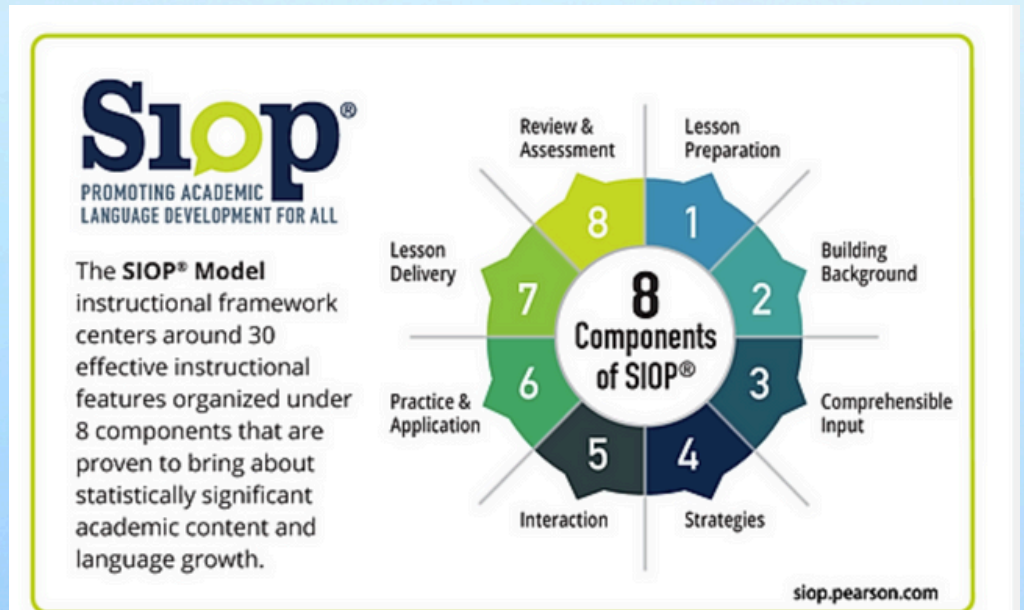 Siop®
PROMOTING ACADEMIC
LANGUAGE DEVELOPMENT FOR ALL
The SIOP® Model
instructional framework
centers around 30
effective instructional
features organized under
8 components that are
proven to bring about
statistically significant
academic content and
language growth.
8
Components
of SIOP®
1
Lesson
Preparation
2
Building
Background
3
Comprehensible
Input
4
Strategies
5
Interaction
6
Practice &
Application
7
Lesson
Delivery
8
Review &
Assessment
siop.pearson.com